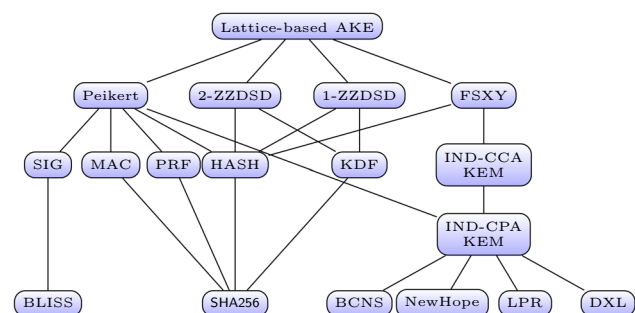 Lattice-based AKE
Peikert
2-ZZDSD
1-ZZDSD
FSXY
SIG
MAC
PRF
HASH
KDF
IND-CCA
KEM
IND-CPA
KEM
BLISS
SHA256
BCNS
NewHope
LPR
DXL